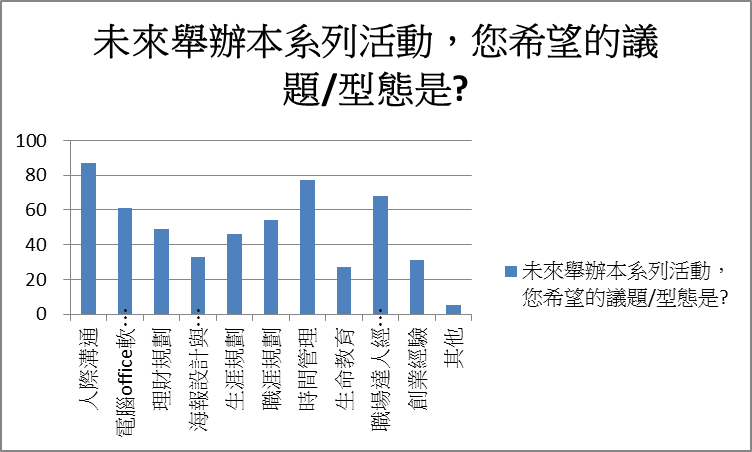 未來舉辦本系列活動，您希望的議
題/型態是?
100
80
60
40
20
0
人際溝通
電腦office軟…
理財規劃
海報設計與…
生涯規劃
職涯規劃
時間管理
生命教育
職場達人經…
創業經驗
其他
未來舉辦本系列活動，
您希望的議題/型態是?